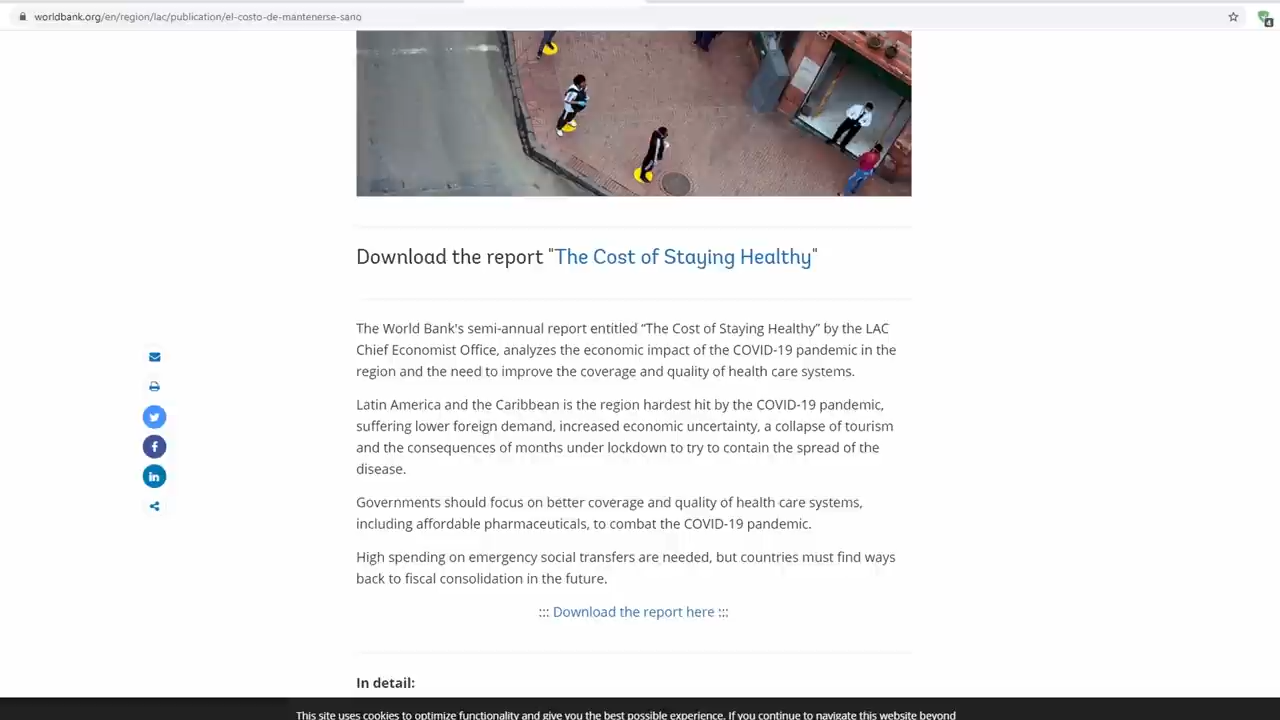 worldbank.org/en/region/lac/publication/el-costo-de-mantenerse-sano
4
Download the report "The Cost of Staying Healthy"
The World Bank's semi-annual report entitled “The Cost of Staying Healthy” by the LAC
Chief Economist Office, analyzes the economic impact of the COVID-19 pandemic in the
region and the need to improve the coverage and quality of health care systems.
Latin America and the Caribbean is the region hardest hit by the COVID-19 pandemic,
suffering lower foreign demand, increased economic uncertainty, a collapse of tourism
and the consequences of months under lockdown to try to contain the spread of the
disease.
Governments should focus on better coverage and quality of health care systems,
including affordable pharmaceuticals, to combat the COVID-19 pandemic.
High spending on emergency social transfers are needed, but countries must find ways
back to fiscal consolidation in the future.
::: Download the report here :::
In detail:
This site uses cookies to optimize functionality and give you the best possible experience. If you continue to navigate this website beyond